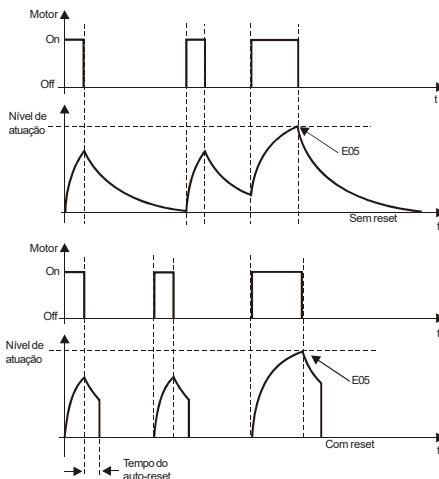 Motor
On
Off
t
Nível de
atuação
E05
Sem reset
t
Motor
On
Off
t
Nível de
atuação
E05
Com reset
t
Tempo do
auto-reset